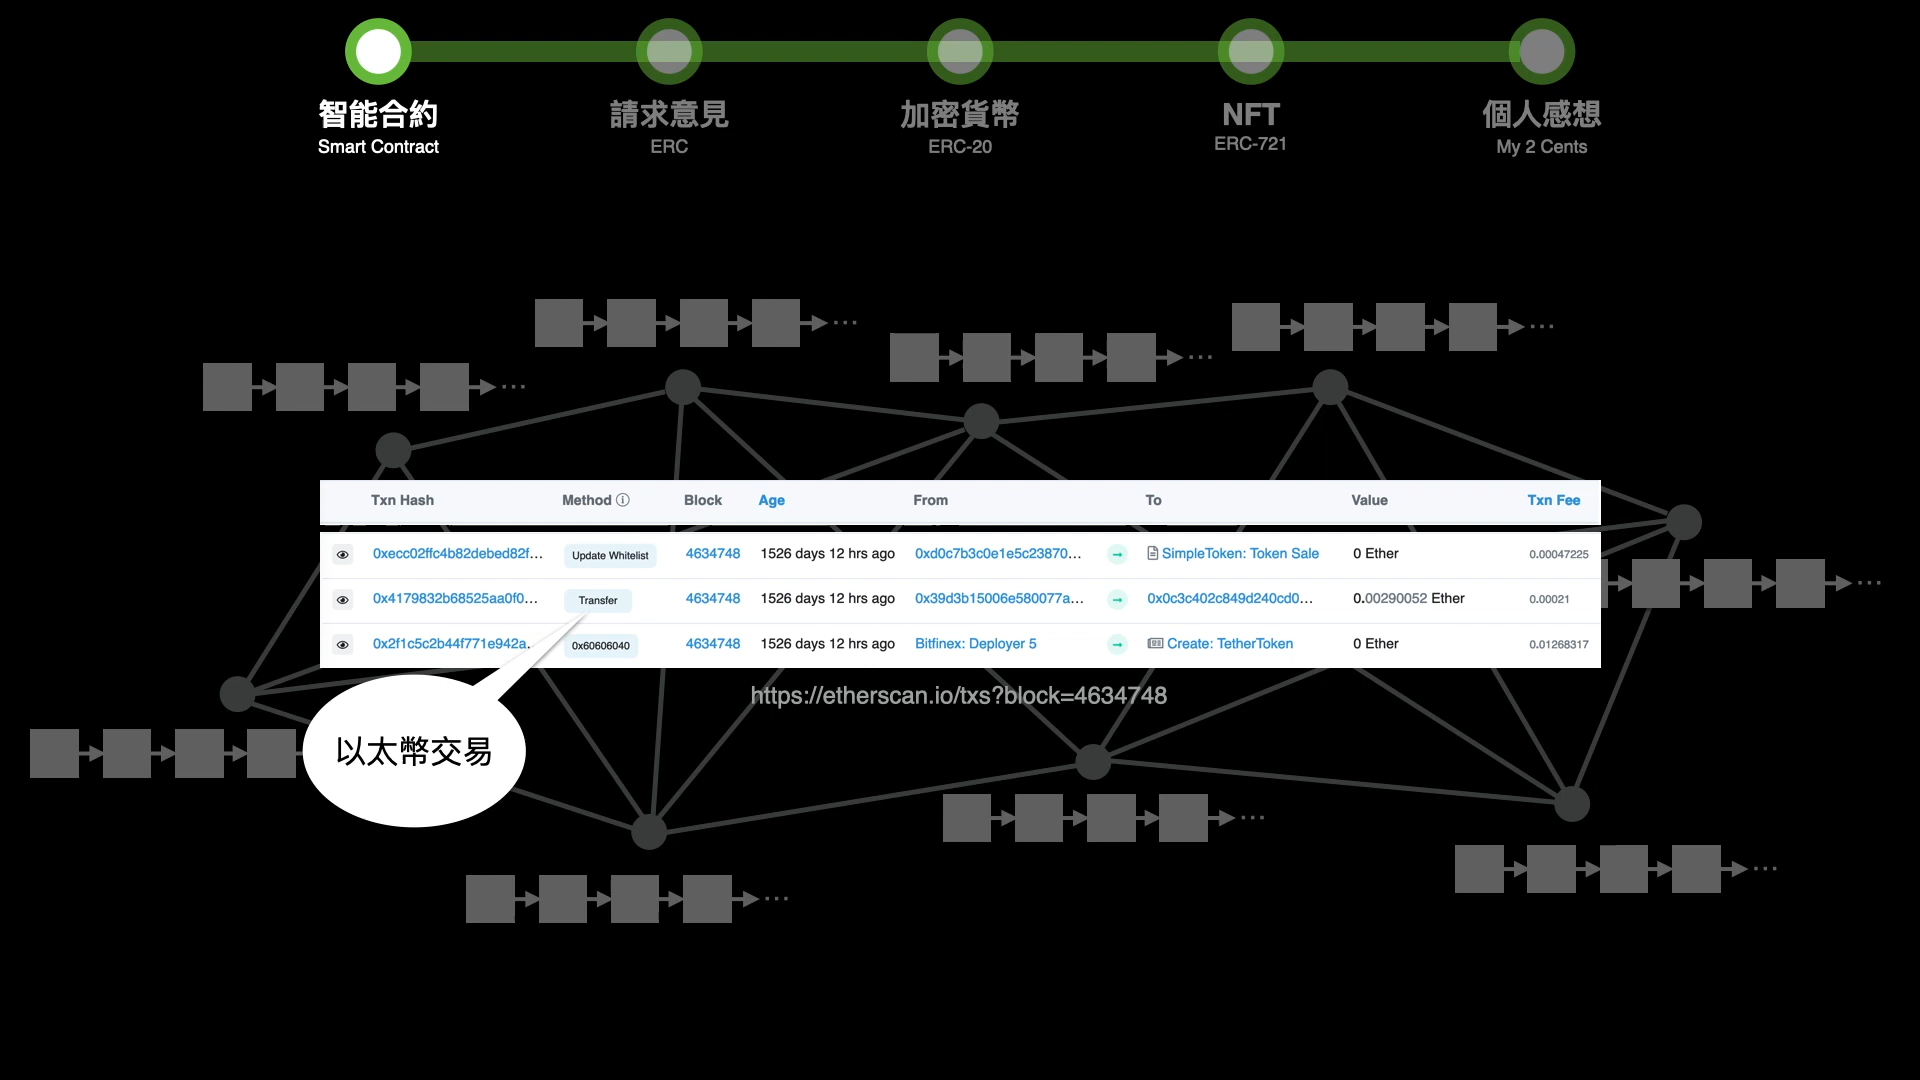 智能合約
Smart Contract
請求意見
ERC
加密貨幣
ERC-20
NFT
ERC-721
個人感想
My 2 Cents
Txn Hash Method Block Age From To Value Txn Fee
0xecc02ffc4b82debed82f... Update Whitelist 4634748 1526 days 12 hrs ago 0xd0c7b3c0e1e5c23870... SimpleToken: Token Sale 0 Ether 0.00047225
0x4179832b68525aa0f0... Transfer 4634748 1526 days 12 hrs ago 0x39d3b15006e580077a... 0x0c3c402c849d240cd0... 0.00290052 Ether 0.00021
0x2f1c5c2b44f771e942a. 0x60606040 4634748 1526 days 12 hrs ago Bitfinex: Deployer 5 Create: TetherToken 0 Ether 0.01268317
https://etherscan.io/txs?block=4634748
以太幣交易